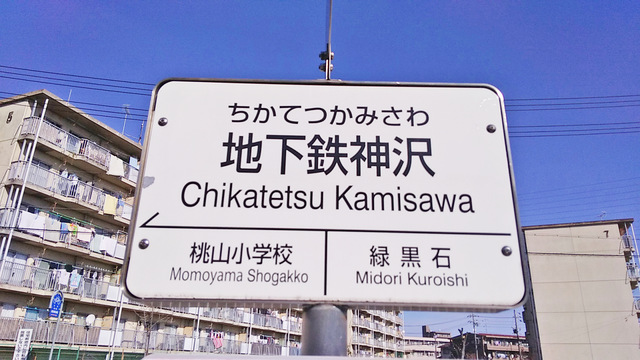 ちかてつかみさわ
地下鉄神沢
Chikatetsu Kamisawa
桃山小学校
Momoyama Shogakko
緑黒石
Midori Kuroishi